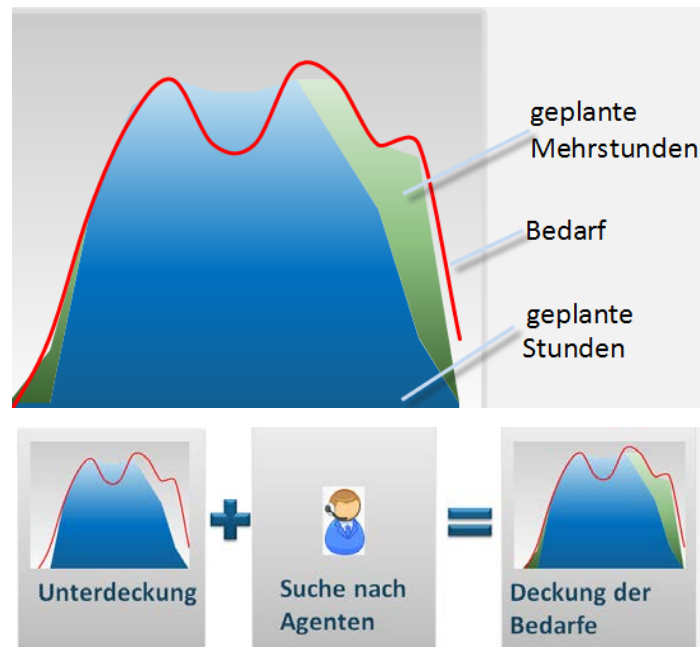 geplante
Mehrstunden
Bedarf
geplante
Stunden
Unterdeckung
Suche nach
Agenten
Deckung der
Bedarfe